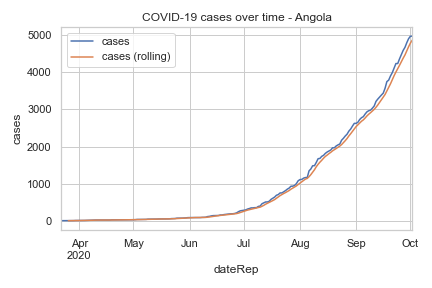 COVID-19 cases over time - Angola
cases
cases (rolling)
5000
4000
3000
2000
1000
0
cases
Apr
2020
May
Jun
Jul
Aug
Sep
Oct
dateRep